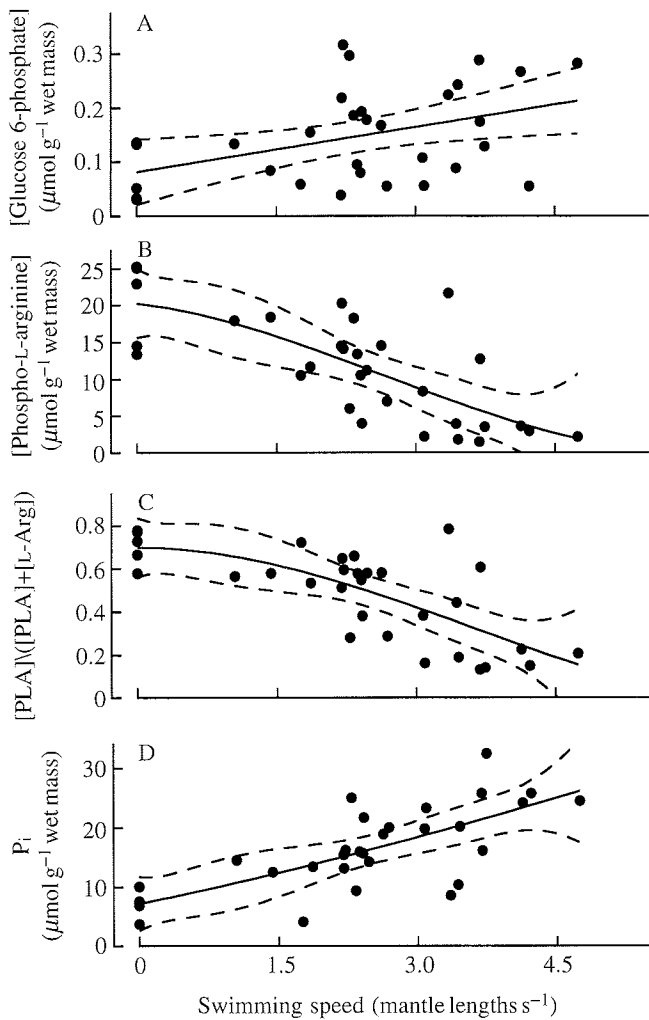 A
[Glucose 6-phosphate]
(μmol g⁻¹ wet mass)
0.3
0.2
0.1
0
B
[Phospho-L-arginine]
(μmol g⁻¹ wet mass)
25
20
15
10
5
0
C
[PLA]\([PLA]+[L-Arg])
0.8
0.6
0.4
0.2
0
D
Pi
(μmol g⁻¹ wet mass)
30
20
10
0
0 1.5 3.0 4.5
Swimming speed (mantle lengths s⁻¹)